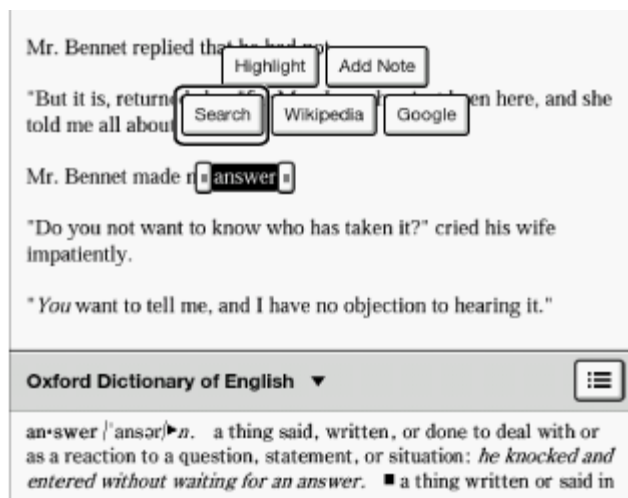 Mr. Bennet replied that he had not.
Highlight
Add Note
"But it is, returned
en here, and she
Search
Wikipedia
Google
told me all about
Mr. Bennet made n
answer
"Do you not want to know who has taken it?" cried his wife
impatiently.
"You want to tell me, and I have no objection to hearing it."
Oxford Dictionary of English ▼
an•swer |ˈansər|▶n. a thing said, written, or done to deal with or
as a reaction to a question, statement, or situation: he knocked and
entered without waiting for an answer. ■ a thing written or said in